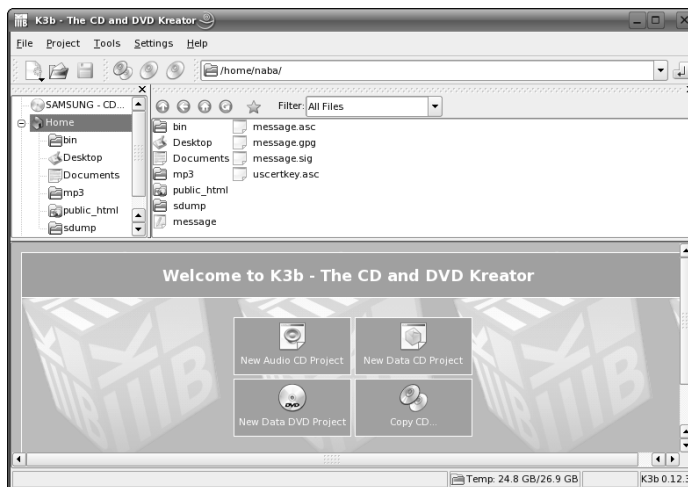 K3b - The CD and DVD Kreator
File Project Tools Settings Help
/home/naba/
SAMSUNG - CD...
Home
bin
Desktop
Documents
mp3
public_html
sdump
Filter: All Files
bin message.asc
Desktop message.gpg
Documents message.sig
mp3 uscertkey.asc
public_html
sdump
message
Welcome to K3b - The CD and DVD Kreator
New Audio CD Project New Data CD Project
New Data DVD Project Copy CD...
Temp: 24.8 GB/26.9 GB K3b 0.12.3